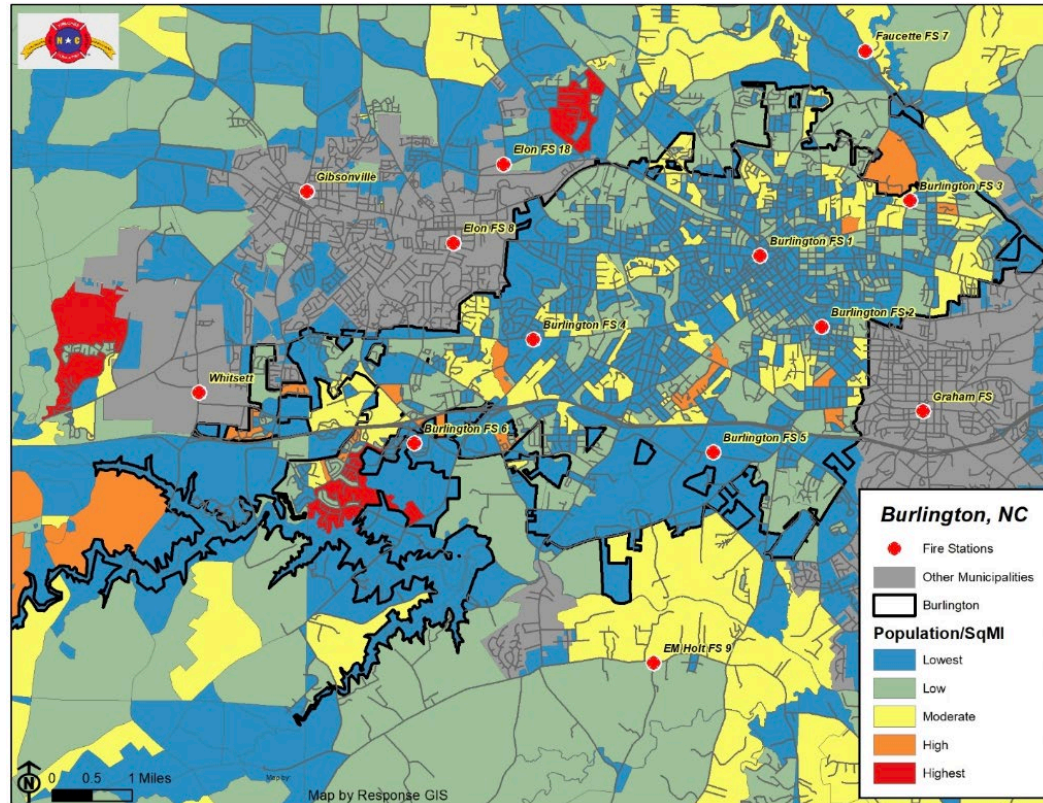 N C
Faucette FS 7
Elon FS 18
Gibsonville
Burlington FS 3
Elon FS 8
Burlington FS 1
Burlington FS 2
Burlington FS 4
Whitsett
Graham FS
Burlington FS 6
Burlington FS 5
EM Holt FS 9
Burlington, NC
Fire Stations
Other Municipalities
Burlington
Population/SqMI
Lowest
Low
Moderate
High
Highest
N
0 0.5 1 Miles
Map by
Map by Response GIS